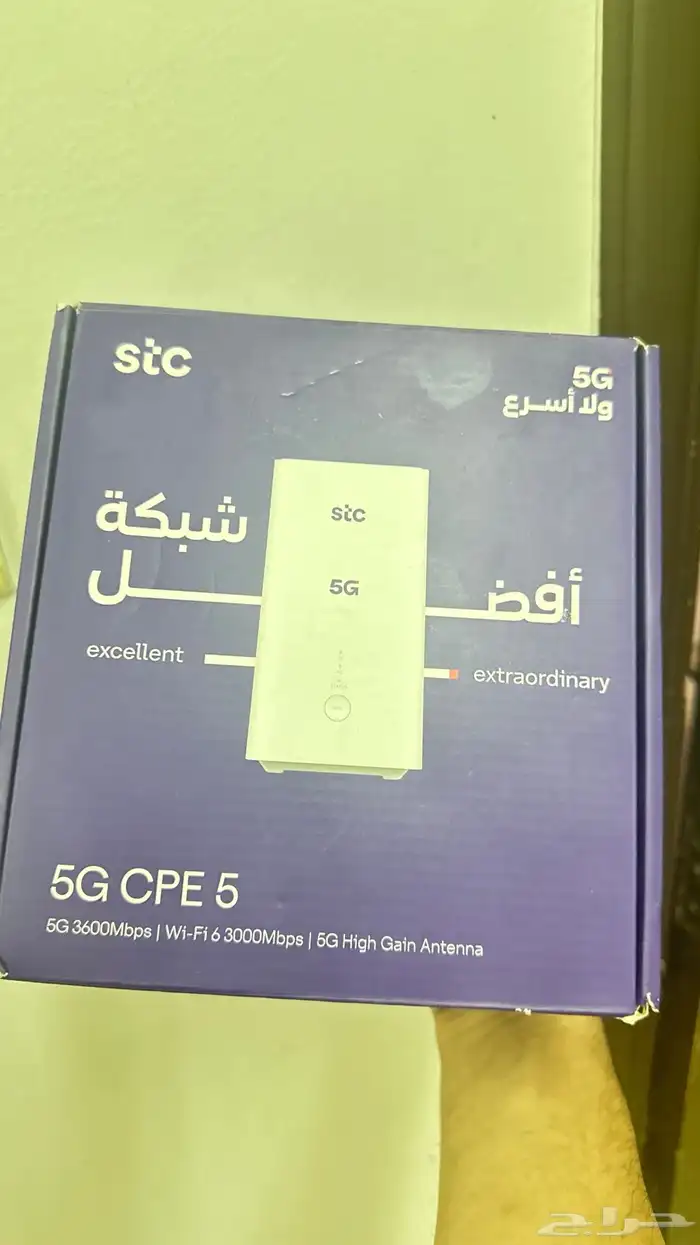 stc
5G
ولا أسرع
شبكة
أفضل
excellent
extraordinary
stc
5G
5G CPE 5
5G 3600Mbps | Wi-Fi 6 3000Mbps | 5G High Gain Antenna
حراج